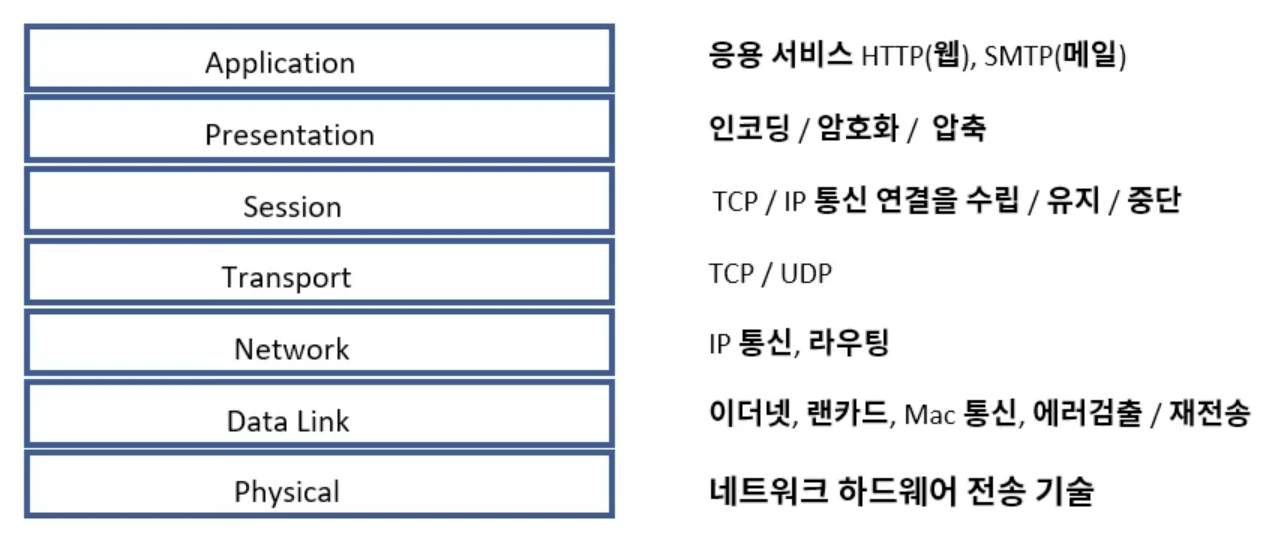 Application 응용 서비스 HTTP(웹), SMTP(메일)
Presentation 인코딩 / 암호화 / 압축
Session TCP / IP 통신 연결을 수립 / 유지 / 중단
Transport TCP / UDP
Network IP 통신, 라우팅
Data Link 이더넷, 랜카드, Mac 통신, 에러검출 / 재전송
Physical 네트워크 하드웨어 전송 기술